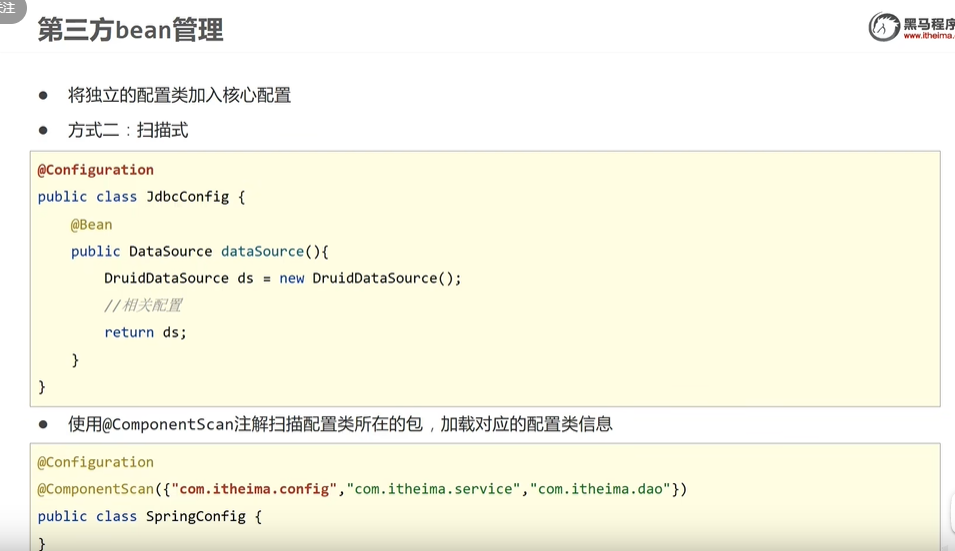 注
第三方bean管理
黑马程序
www.itheima.
● 将独立的配置类加入核心配置
● 方式二：扫描式
@Configuration
public class JdbcConfig {
@Bean
public DataSource dataSource(){
DruidDataSource ds = new DruidDataSource();
//相关配置
return ds;
}
}
● 使用@ComponentScan注解扫描配置类所在的包，加载对应的配置类信息
@Configuration
@ComponentScan({"com.itheima.config","com.itheima.service","com.itheima.dao"})
public class SpringConfig {
}